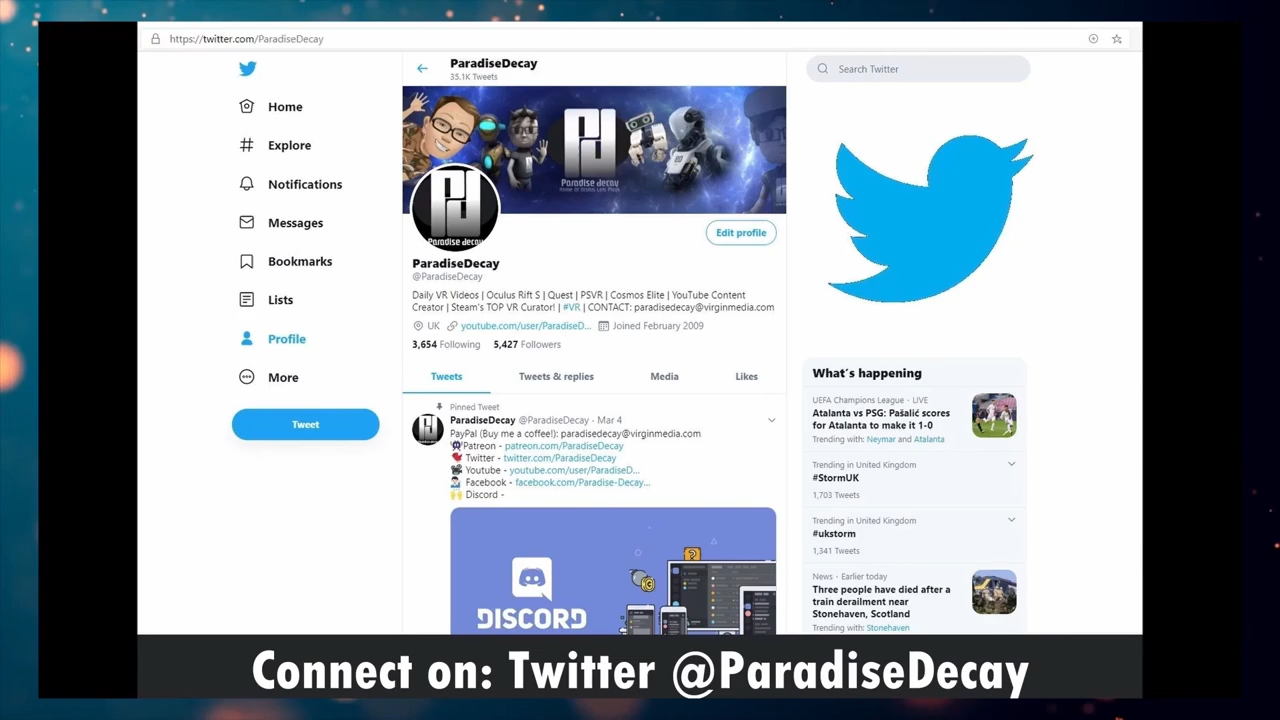 https://twitter.com/ParadiseDecay
Home
Explore
Notifications
Messages
Bookmarks
Lists
Profile
More
Tweet
ParadiseDecay
35.1K Tweets
PD
Paradise decay
Paradise decay
Edit profile
ParadiseDecay
@ParadiseDecay
Daily VR Videos | Oculus Rift S | Quest | PSVR | Cosmos Elite | YouTube Content
Creator | Steam's TOP VR Curator! | #VR | CONTACT: paradisedecay@virginmedia.com
UK youtube.com/user/ParadiseD... Joined February 2009
3,654 Following 5,427 Followers
Tweets Tweets & replies Media Likes
Pinned Tweet
ParadiseDecay @ParadiseDecay · Mar 4
PayPal (Buy me a coffee!): paradisedecay@virginmedia.com
Patreon - patreon.com/ParadiseDecay
Twitter - twitter.com/ParadiseDecay
Youtube - youtube.com/user/ParadiseD...
Facebook - facebook.com/Paradise-Decay...
Discord -
DISCORD
Search Twitter
What's happening
UEFA Champions League · LIVE
Atalanta vs PSG: Pašalić scores
for Atalanta to make it 1-0
Trending with: Neymar and Atalanta
Trending in United Kingdom
#StormUK
1,703 Tweets
Trending in United Kingdom
#ukstorm
1,341 Tweets
News · Earlier today
Three people have died after a
train derailment near
Stonehaven, Scotland
Trending with: Stonehaven
Connect on: Twitter @ParadiseDecay